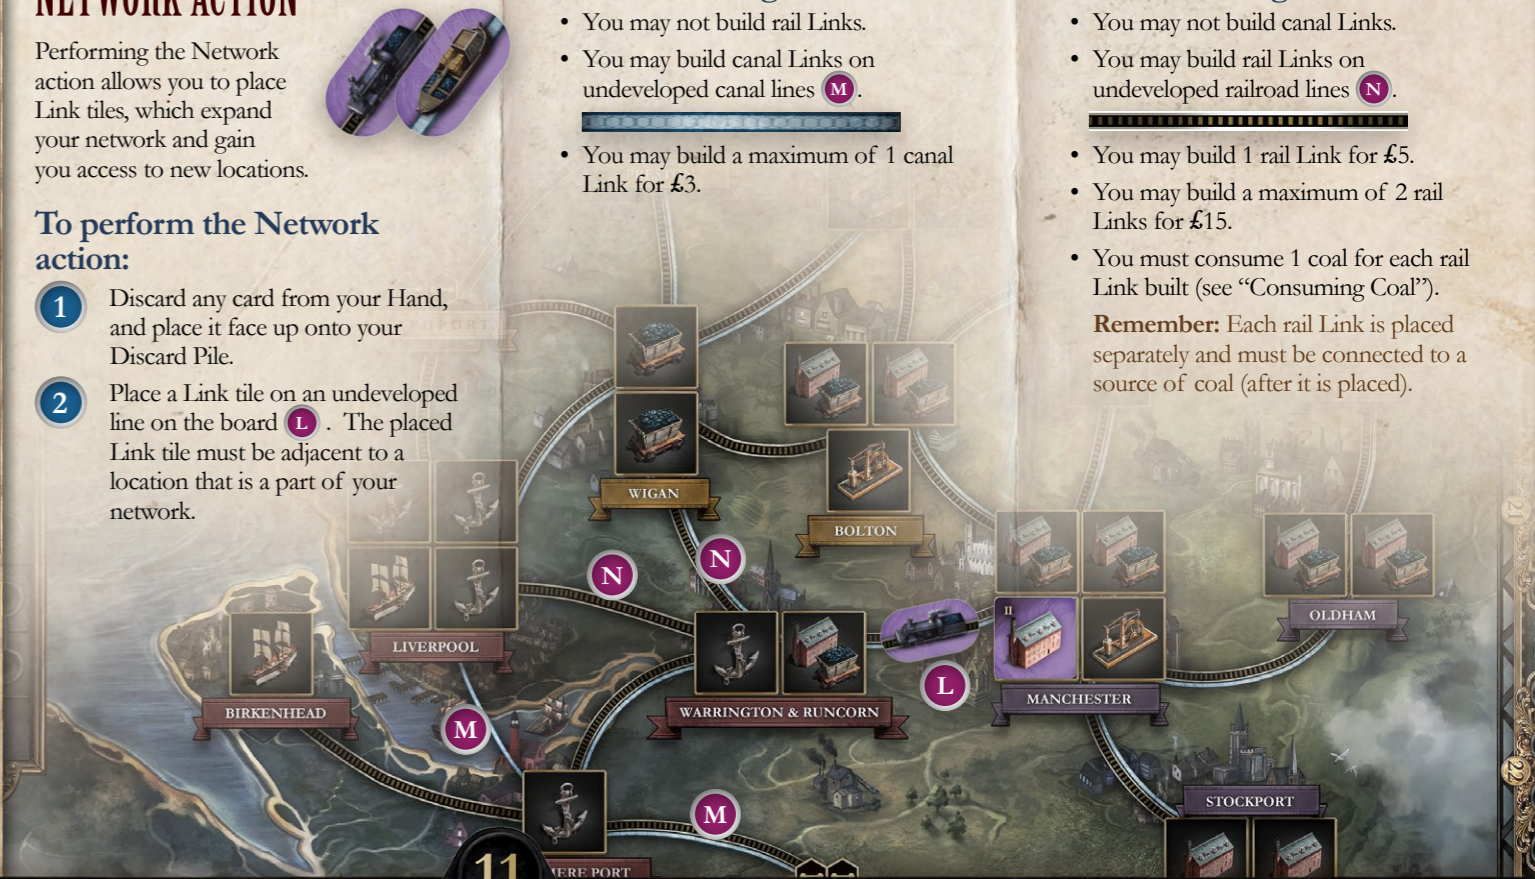 NETWORK ACTION
Performing the Network
action allows you to place
Link tiles, which expand
your network and gain
you access to new locations.
To perform the Network
action:
1 Discard any card from your Hand,
and place it face up onto your
Discard Pile.
2 Place a Link tile on an undeveloped
line on the board L . The placed
Link tile must be adjacent to a
location that is a part of your
network.
• You may not build rail Links.
• You may build canal Links on
undeveloped canal lines M .
• You may build a maximum of 1 canal
Link for £3.
• You may not build canal Links.
• You may build rail Links on
undeveloped railroad lines N .
• You may build 1 rail Link for £5.
• You may build a maximum of 2 rail
Links for £15.
• You must consume 1 coal for each rail
Link built (see “Consuming Coal”).
Remember: Each rail Link is placed
separately and must be connected to a
source of coal (after it is placed).
WIGAN
BOLTON
N
N
II
OLDHAM
LIVERPOOL
L
MANCHESTER
BIRKENHEAD
WARRINGTON & RUNCORN
M
STOCKPORT
M
11
21
22